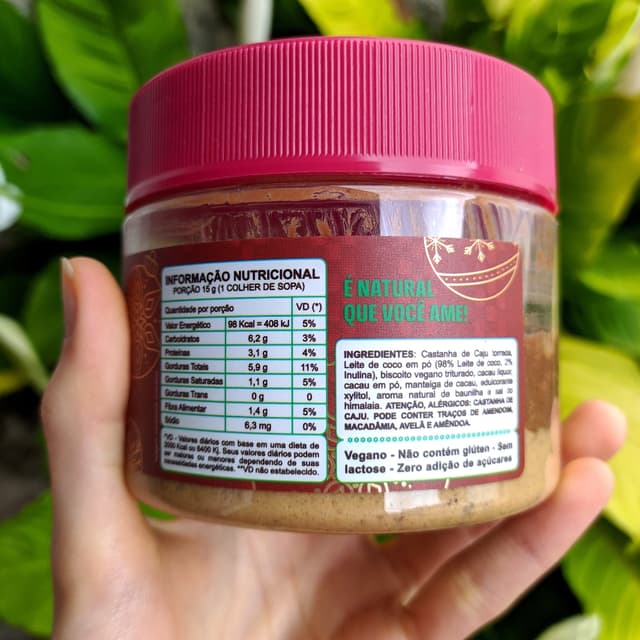 INFORMAÇÃO NUTRICIONAL
PORÇÃO 15 g (1 COLHER DE SOPA)
Quantidade por porção VD (*)
Valor Energético 98 Kcal = 408 kJ 5%
Carboidratos 6,2 g 3%
Proteínas 3,1 g 4%
Gorduras Totais 5,9 g 11%
Gorduras Saturadas 1,1 g 5%
Gorduras Trans 0 g 0
Fibra Alimentar 1,4 g 5%
Sódio 6,3 mg 0%
*VD - Valores diários com base em uma dieta de
2000 Kcal ou 8400 Kj. Seus valores diários podem
ser maiores ou menores dependendo de suas
necessidades energéticas. **VD não estabelecido.
É NATURAL
QUE VOCÊ AME!
INGREDIENTES: Castanha de Caju torrada,
Leite de coco em pó (98% Leite de coco, 2%
Inulina), biscoito vegano triturado, cacau líquor,
cacau em pó, manteiga de cacau, edulcorante
xylitol, aroma natural de baunilha e sal do
himalaia. ATENÇÃO, ALÉRGICOS: CASTANHA DE
CAJU. PODE CONTER TRAÇOS DE AMENDOIM,
MACADÂMIA, AVELÃ E AMÊNDOA.
Vegano - Não contém glúten - Sem
lactose - Zero adição de açúcares